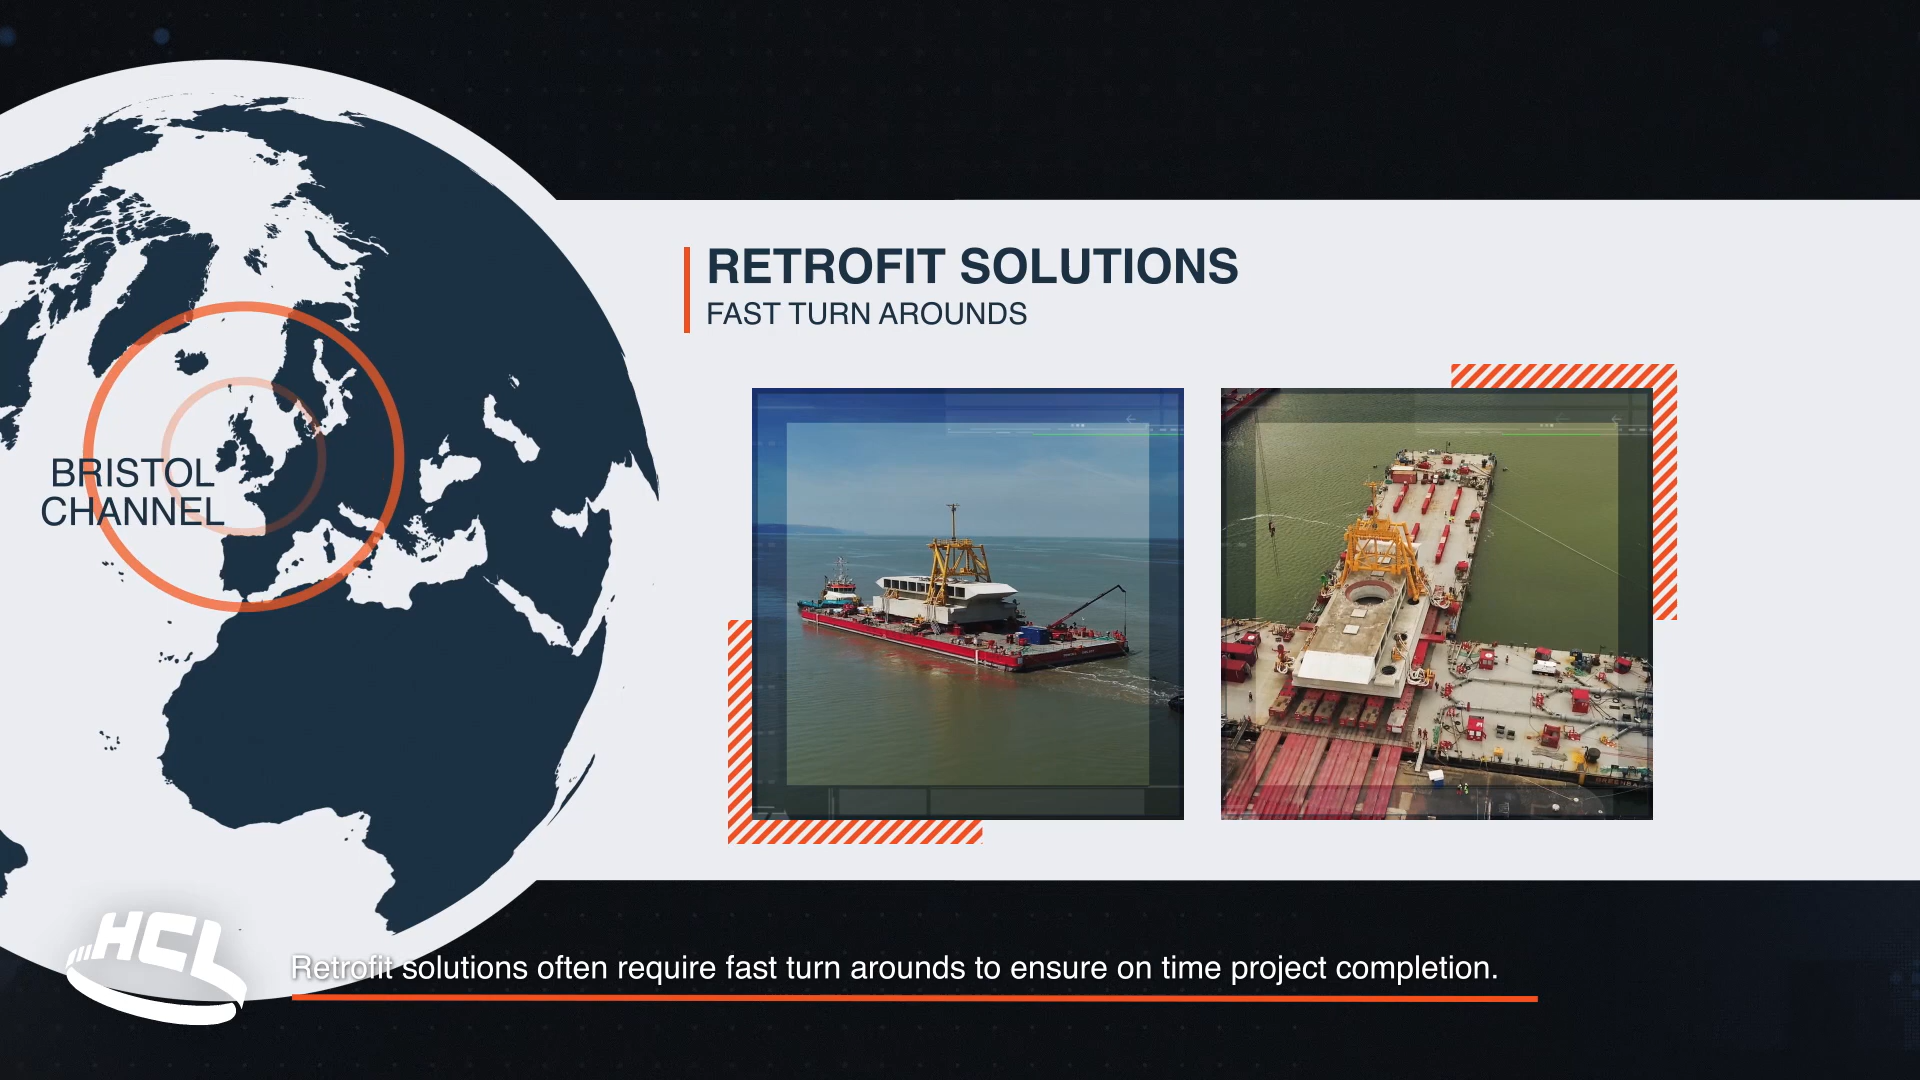 RETROFIT SOLUTIONS
FAST TURN AROUNDS
BRISTOL
CHANNEL
HCL
Retrofit solutions often require fast turn arounds to ensure on time project completion.